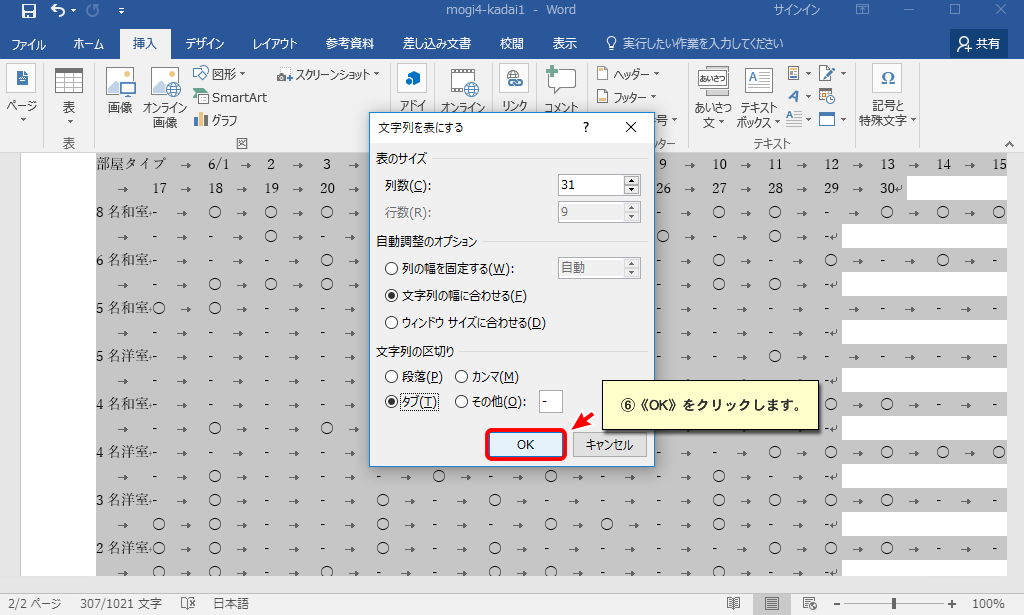 mogi4-kadai1 - Word
サインイン
ファイル ホーム 挿入 デザイン レイアウト 参考資料 差し込み文書 校閲 表示 実行したい作業を入力してください 共有
ページ
表
画像
オンライン画像
図形
SmartArt
グラフ
スクリーンショット
アドイ
オンライン
リンク
コメント
ヘッダー
フッター
号
あいさつ
あいさつ文
テキストボックス
Ω
記号と特殊文字
表
図
ッター
テキスト
文字列を表にする ?
表のサイズ
列数(C): 31
行数(R): 9
自動調整のオプション
列の幅を固定する(W): 自動
文字列の幅に合わせる(F)
ウィンドウ サイズに合わせる(D)
文字列の区切り
段落(P) カンマ(M)
タブ(T) その他(O): -
OK キャンセル
⑥《OK》をクリックします。
部屋タイプ → 6/1 → 2 → 3 → 9 → 10 → 11 → 12 → 13 → 14 → 15
→ 17 → 18 → 19 → 20 → 26 → 27 → 28 → 29 → 30
8 名和室
6 名和室
5 名和室
5 名洋室
4 名和室
4 名洋室
3 名和室
2 名洋室
2/2 ページ 307/1021 文字 日本語 100%